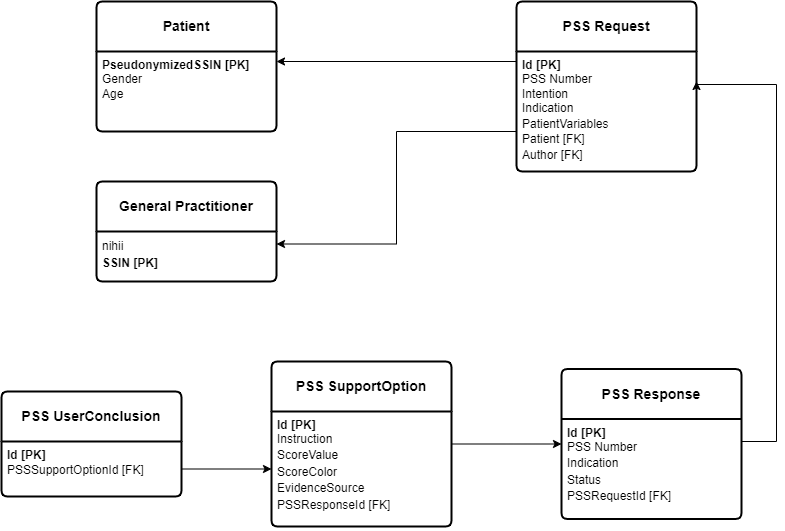 Patient
PseudonymizedSSIN [PK]
Gender
Age
PSS Request
Id [PK]
PSS Number
Intention
Indication
PatientVariables
Patient [FK]
Author [FK]
General Practitioner
nihii
SSIN [PK]
PSS UserConclusion
Id [PK]
PSSSupportOptionId [FK]
PSS SupportOption
Id [PK]
Instruction
ScoreValue
ScoreColor
EvidenceSource
PSSResponseId [FK]
PSS Response
Id [PK]
PSS Number
Indication
Status
PSSRequestId [FK]